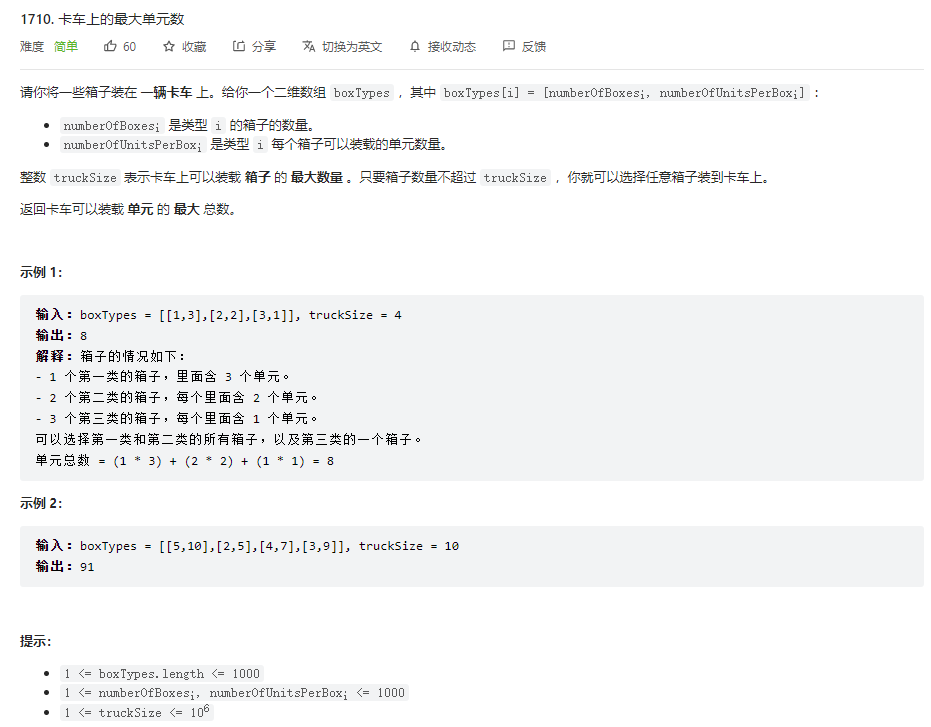 1710. 卡车上的最大单元数
难度 简单 60 收藏 分享 切换为英文 接收动态 反馈
请你将一些箱子装在 一辆卡车 上。给你一个二维数组 boxTypes ，其中 boxTypes[i] = [numberOfBoxesᵢ, numberOfUnitsPerBoxᵢ] ：
numberOfBoxesᵢ 是类型 i 的箱子的数量。
numberOfUnitsPerBoxᵢ 是类型 i 每个箱子可以装载的单元数量。
整数 truckSize 表示卡车上可以装载 箱子 的 最大数量 。只要箱子数量不超过 truckSize ，你就可以选择任意箱子装到卡车上。
返回卡车可以装载 单元 的 最大 总数。
示例 1：
输入：boxTypes = [[1,3],[2,2],[3,1]], truckSize = 4
输出：8
解释：箱子的情况如下：
- 1 个第一类的箱子，里面含 3 个单元。
- 2 个第二类的箱子，每个里面含 2 个单元。
- 3 个第三类的箱子，每个里面含 1 个单元。
可以选择第一类和第二类的所有箱子，以及第三类的一个箱子。
单元总数 = (1 * 3) + (2 * 2) + (1 * 1) = 8
示例 2：
输入：boxTypes = [[5,10],[2,5],[4,7],[3,9]], truckSize = 10
输出：91
提示：
1 <= boxTypes.length <= 1000
1 <= numberOfBoxesᵢ, numberOfUnitsPerBoxᵢ <= 1000
1 <= truckSize <= 10⁶